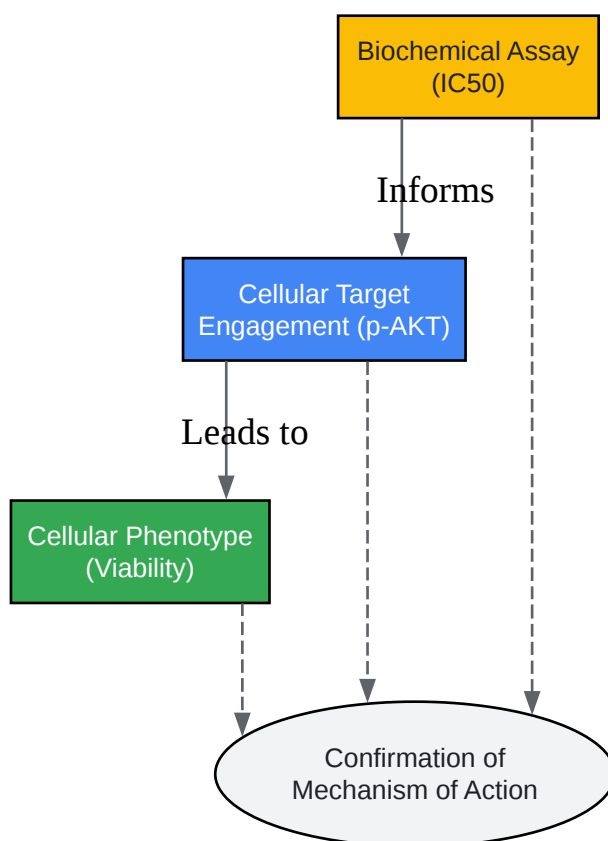 Biochemical Assay
(IC50)
Informs
Cellular Target
Engagement (p-AKT)
Leads to
Cellular Phenotype
(Viability)
Confirmation of
Mechanism of Action